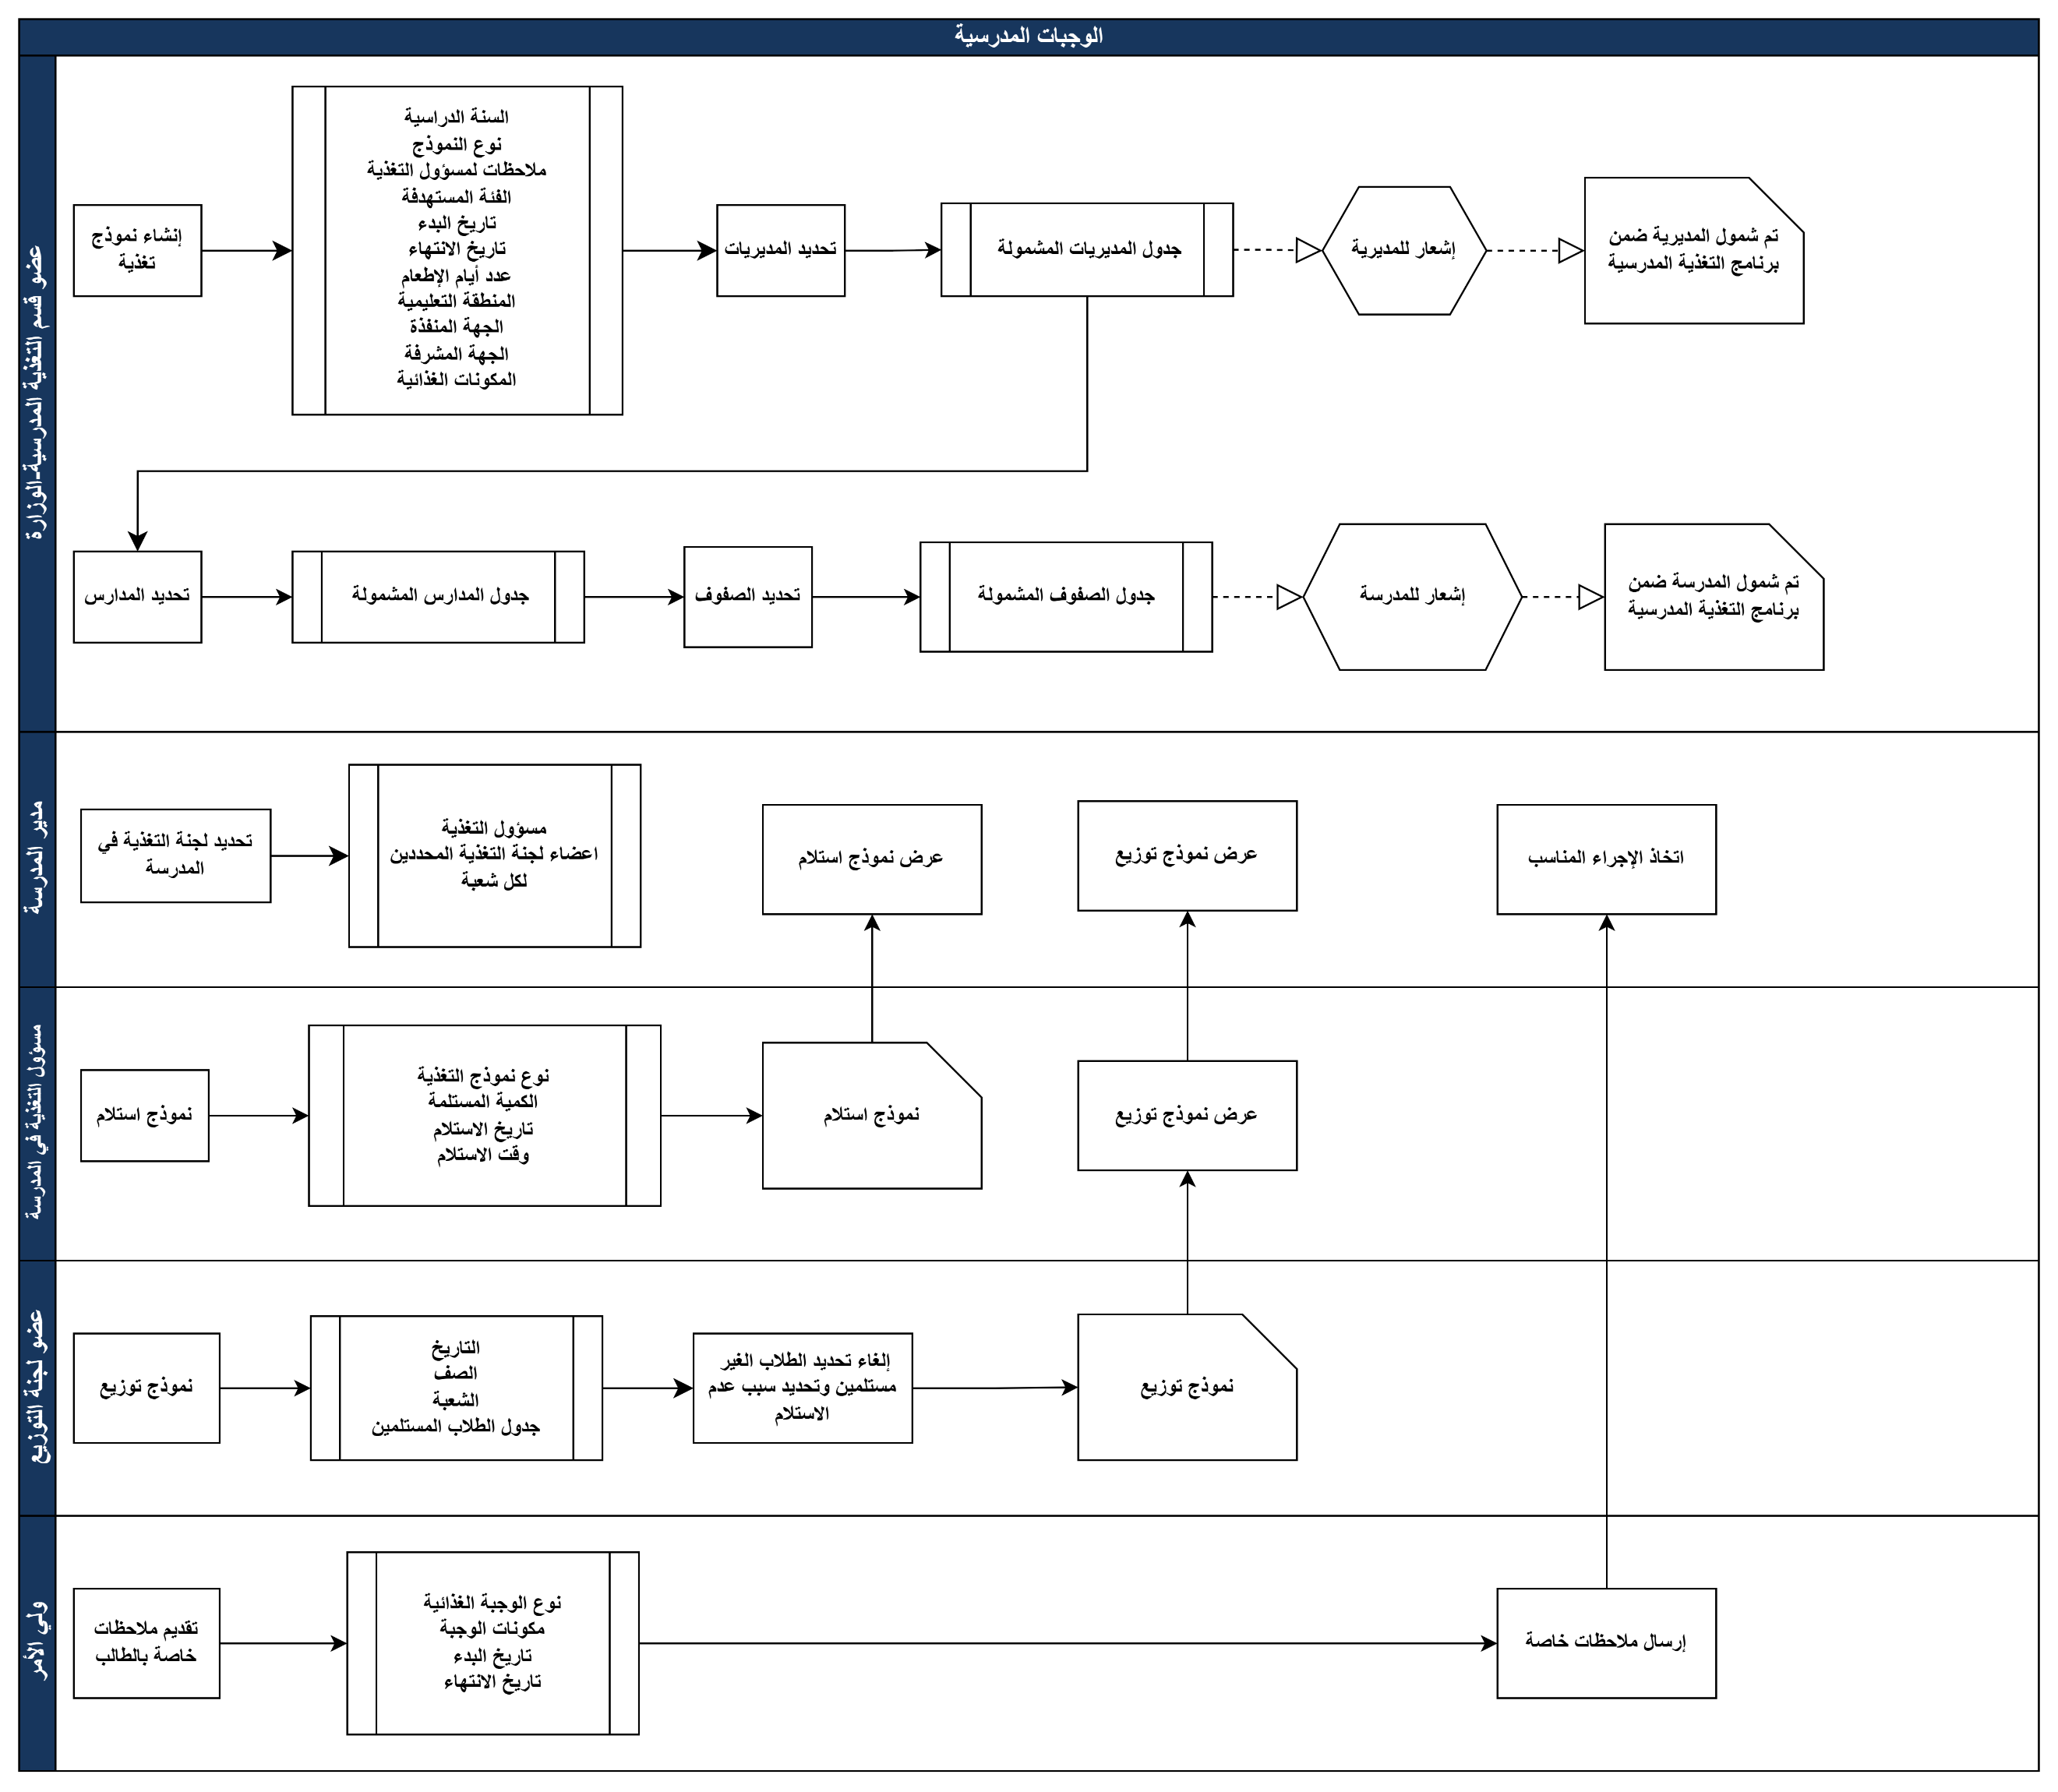 الوجبات المدرسية
عضو قسم التغذية المدرسية-الوزارة
إنشاء نموذج
تغذية
السنة الدراسية
نوع النموذج
ملاحظات لمسؤول التغذية
الفئة المستهدفة
تاريخ البدء
تاريخ الانتهاء
عدد أيام الإطعام
المنطقة التعليمية
الجهة المنفذة
الجهة المشرفة
المكونات الغذائية
تحديد المديريات
جدول المديريات المشمولة
إشعار للمديرية
تم شمول المديرية ضمن
برنامج التغذية المدرسية
تحديد المدارس
جدول المدارس المشمولة
تحديد الصفوف
جدول الصفوف المشمولة
إشعار للمدرسة
تم شمول المدرسة ضمن
برنامج التغذية المدرسية
مدير المدرسة
تحديد لجنة التغذية في
المدرسة
مسؤول التغذية
اعضاء لجنة التغذية المحددين
لكل شعبة
عرض نموذج استلام
عرض نموذج توزيع
اتخاذ الإجراء المناسب
مسؤول التغذية في المدرسة
نموذج استلام
نوع نموذج التغذية
الكمية المستلمة
تاريخ الاستلام
وقت الاستلام
نموذج استلام
عرض نموذج توزيع
عضو لجنة التوزيع
نموذج توزيع
التاريخ
الصف
الشعبة
جدول الطلاب المستلمين
إلغاء تحديد الطلاب الغير
مستلمين وتحديد سبب عدم
الاستلام
نموذج توزيع
ولي الأمر
تقديم ملاحظات
خاصة بالطالب
نوع الوجبة الغذائية
مكونات الوجبة
تاريخ البدء
تاريخ الانتهاء
إرسال ملاحظات خاصة